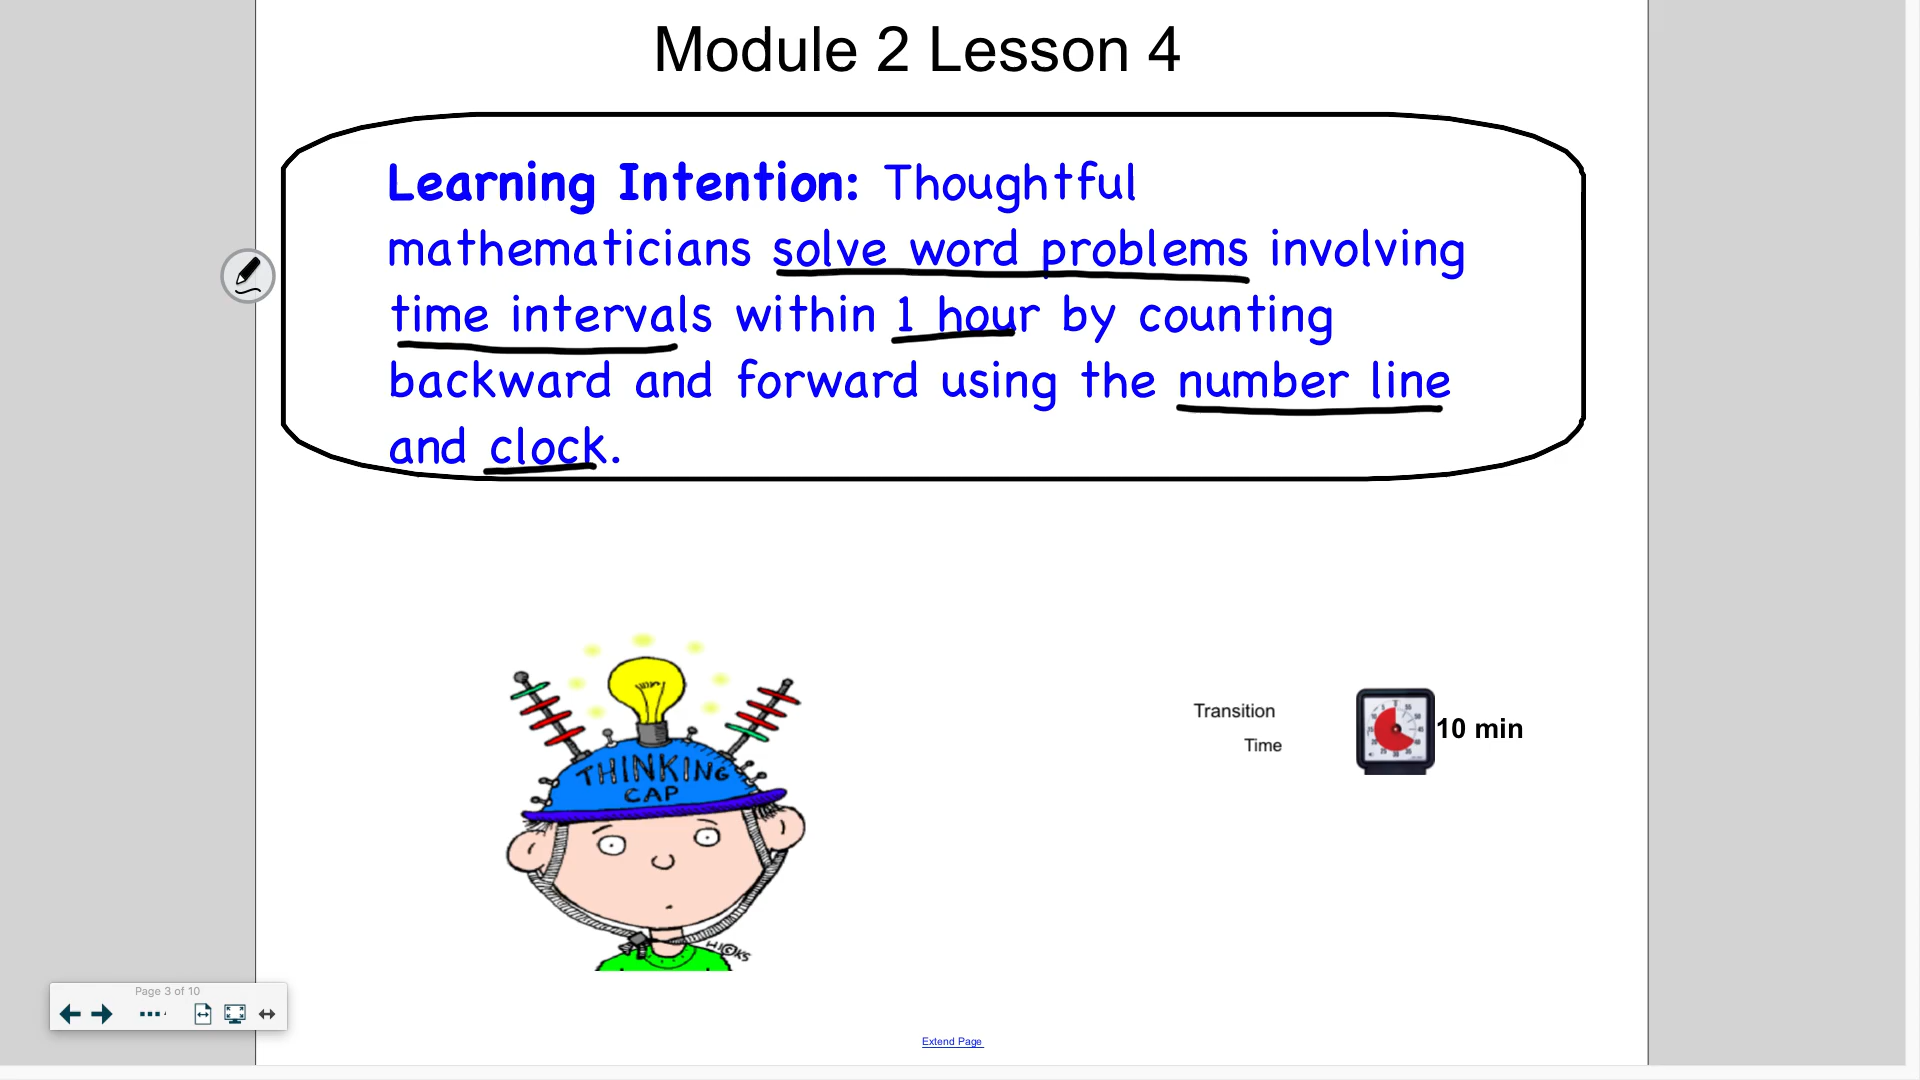 Module 2 Lesson 4
Learning Intention: Thoughtful
mathematicians solve word problems involving
time intervals within 1 hour by counting
backward and forward using the number line
and clock.
THINKING
CAP
HICKS
Transition
Time
10 min
Page 3 of 10
Extend Page